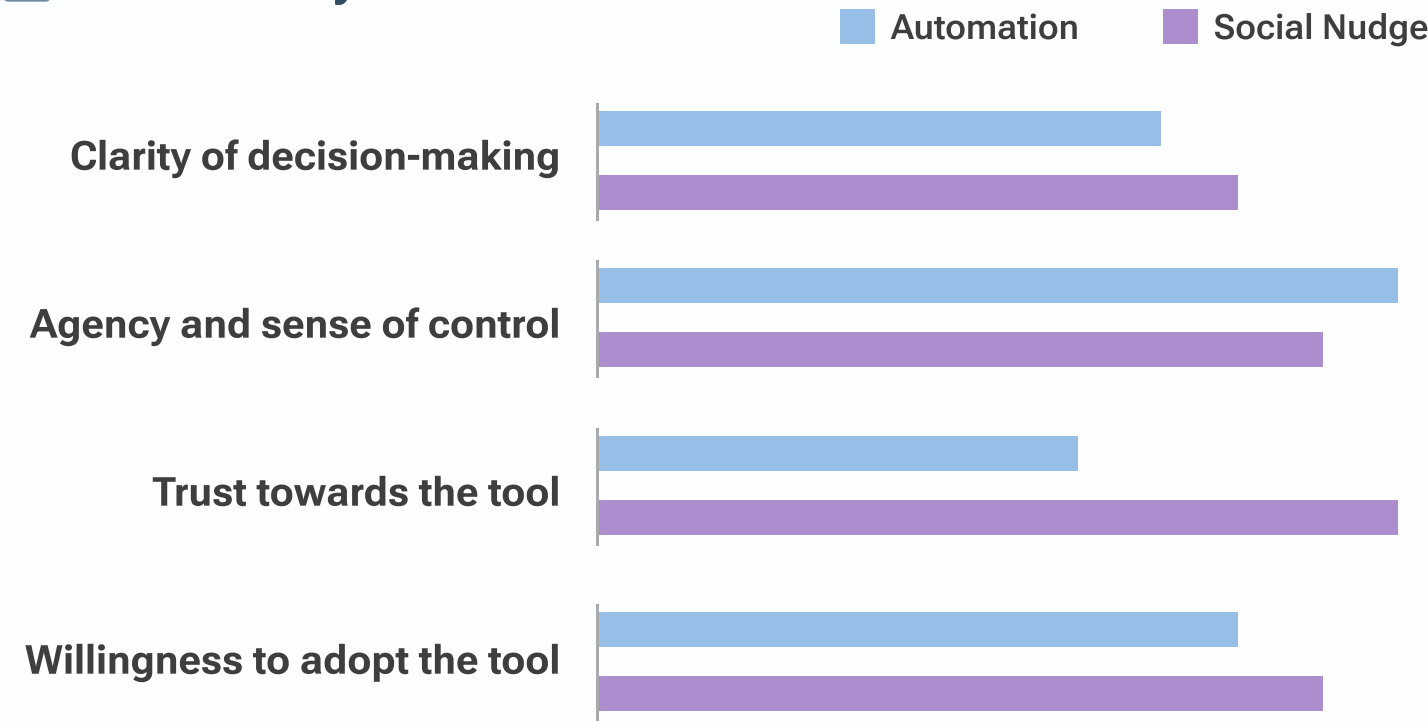 Automation
Social Nudge
Clarity of decision-making
Agency and sense of control
Trust towards the tool
Willingness to adopt the tool